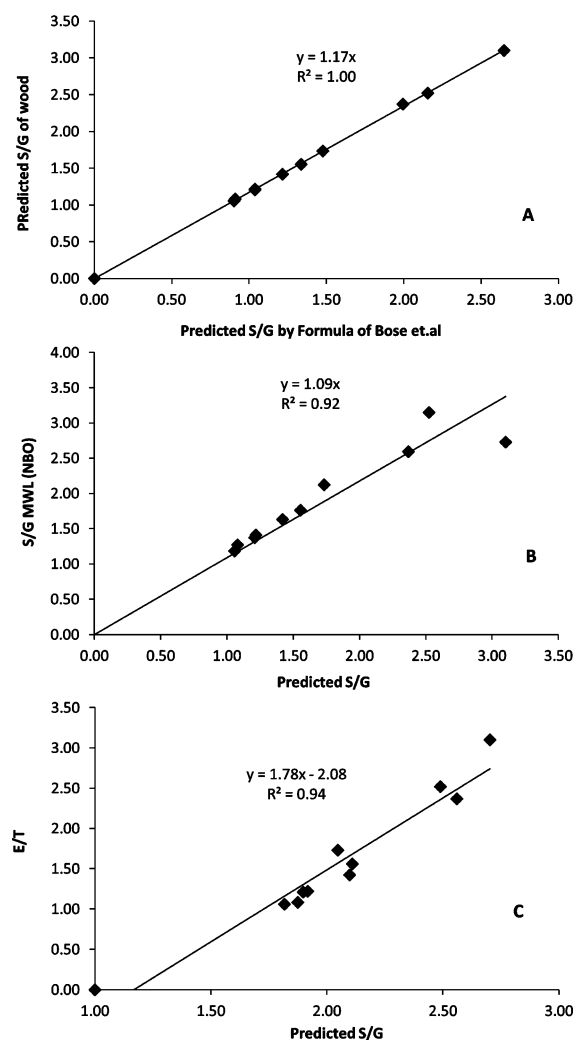 3.50
3.00
2.50
2.00
1.50
1.00
0.50
0.00
PRedicted S/G of wood
y = 1.17x
R² = 1.00
A
0.00 0.50 1.00 1.50 2.00 2.50 3.00
Predicted S/G by Formula of Bose et.al
4.00
3.50
3.00
2.50
2.00
1.50
1.00
0.50
0.00
S/G MWL (NBO)
y = 1.09x
R² = 0.92
B
0.00 0.50 1.00 1.50 2.00 2.50 3.00 3.50
Predicted S/G
3.50
3.00
2.50
2.00
1.50
1.00
0.50
0.00
E/T
y = 1.78x - 2.08
R² = 0.94
C
1.00 1.50 2.00 2.50 3.00
Predicted S/G